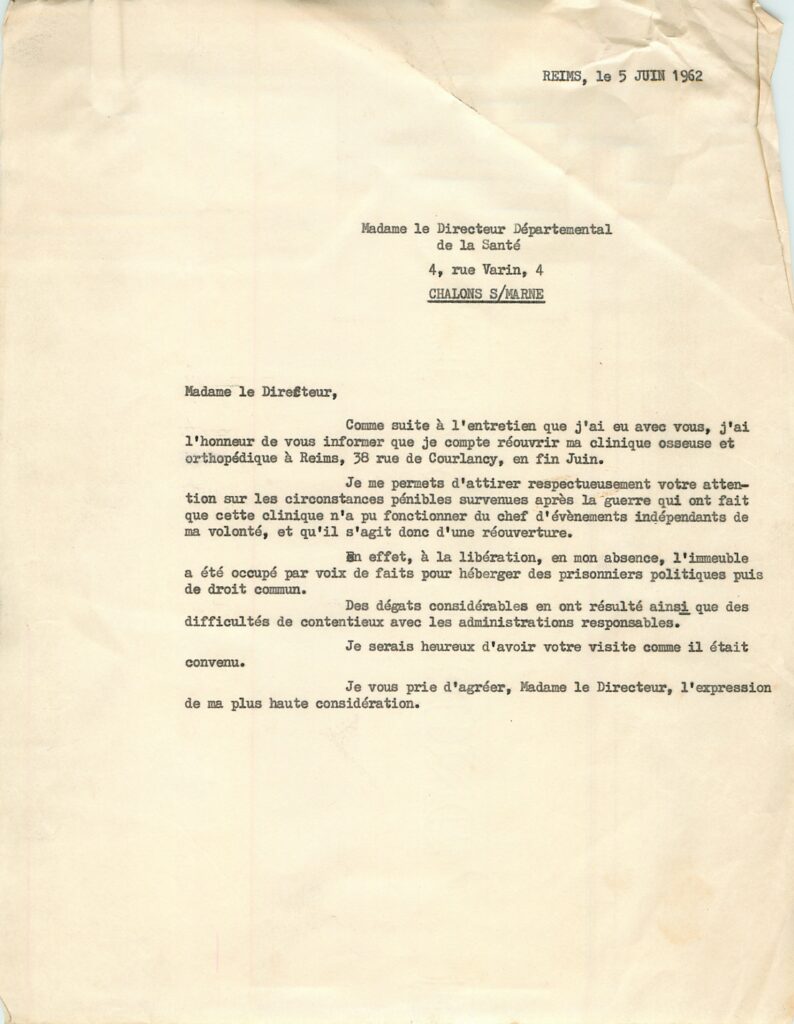 REIMS, le 5 JUIN 1962
Madame le Directeur Départemental
de la Santé
4, rue Varin, 4
CHALONS S/MARNE
Madame le Directeur,
Comme suite à l'entretien que j'ai eu avec vous, j'ai
l'honneur de vous informer que je compte réouvrir ma clinique osseuse et
orthopédique à Reims, 38 rue de Courlancy, en fin Juin.
Je me permets d'attirer respectueusement votre atten-
tion sur les circonstances pénibles survenues après la guerre qui ont fait
que cette clinique n'a pu fonctionner du chef d'évènements indépendants de
ma volonté, et qu'il s'agit donc d'une réouverture.
En effet, à la libération, en mon absence, l'immeuble
a été occupé par voix de faits pour héberger des prisonniers politiques puis
de droit commun.
Des dégats considérables en ont résulté ainsi que des
difficultés de contentieux avec les administrations responsables.
Je serais heureux d'avoir votre visite comme il était
convenu.
Je vous prie d'agréer, Madame le Directeur, l'expression
de ma plus haute considération.